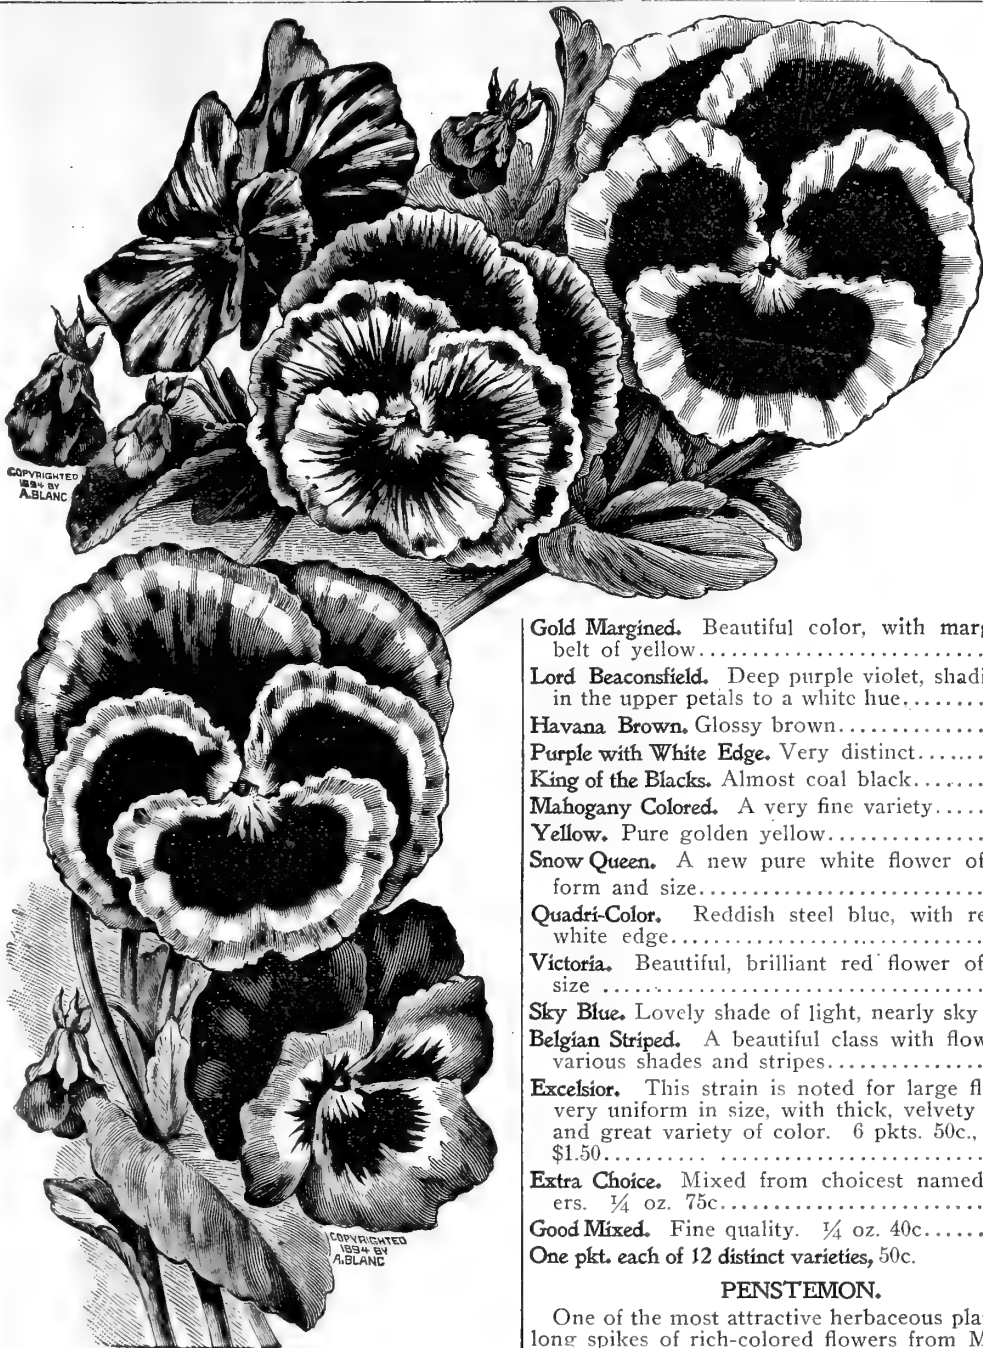 COPYRIGHTED
1894 BY
A.BLANC
COPYRIGHTED
1894 BY
A.BLANC
Gold Margined. Beautiful color, with
belt of yellow
Lord Beaconsfield. Deep purple violet,
in the upper petals to a white hue.
Havana Brown. Glossy brown
Purple with White Edge. Very distinct
King of the Blacks. Almost coal black
Mahogany Colored. A very fine variety
Yellow. Pure golden yellow
Snow Queen. A new pure white flower of
form and size
Quadri-Color. Reddish steel blue, with
white edge
Victoria. Beautiful, brilliant red flower of
size
Sky Blue. Lovely shade of light, nearly sky
Belgian Striped. A beautiful class with
various shades and stripes
Excelsior. This strain is noted for large
very uniform in size, with thick, velvety
and great variety of color. 6 pkts. 50c.,
$1.50
Extra Choice. Mixed from choicest named
ers. ¼ oz. 75c
Good Mixed. Fine quality. ¼ oz. 40c
One pkt. each of 12 distinct varieties, 50c.
PENSTEMON.
One of the most attractive herbaceous
long spikes of rich-colored flowers from